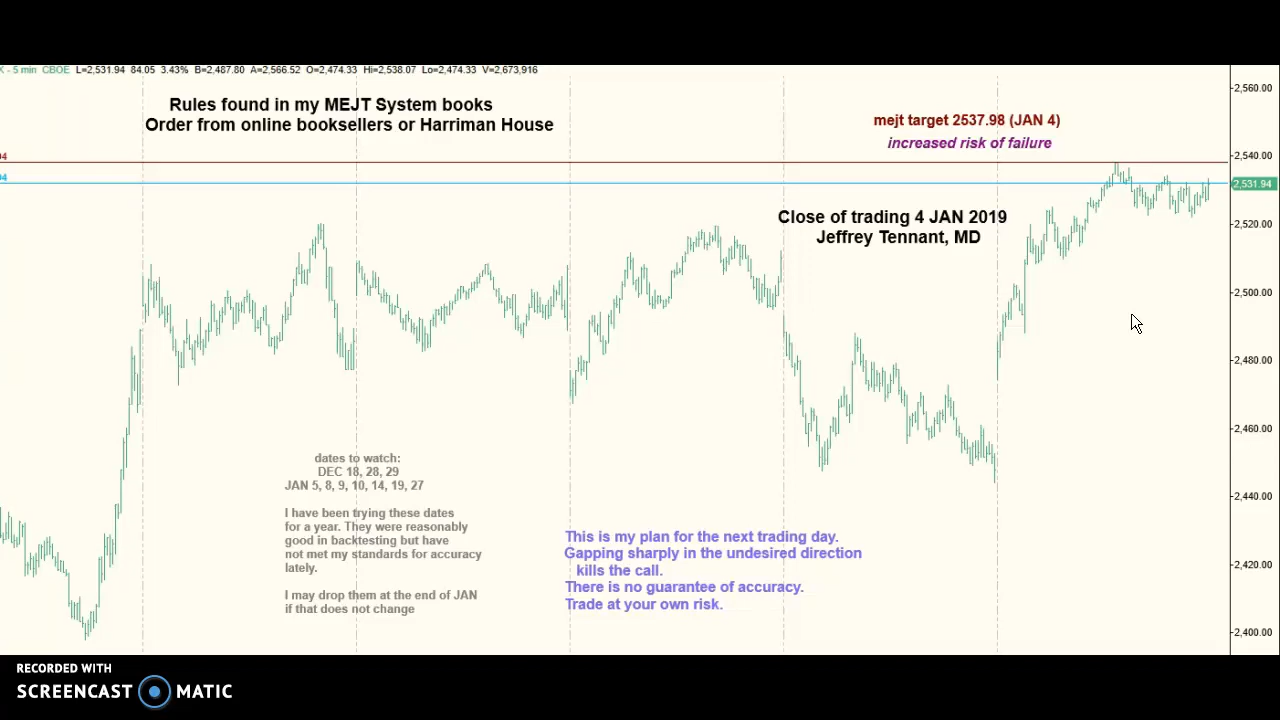 X - 5 min CBOE L=2,531.94 84.05 3.43% B=2,487.80 A=2,566.52 O=2,474.33 Hi=2,538.07 Lo=2,474.33 V=2,673,916
Rules found in my MEJT System books
Order from online booksellers or Harriman House
mejt target 2537.98 (JAN 4)
increased risk of failure
Close of trading 4 JAN 2019
Jeffrey Tennant, MD
04
04
2,560.00
2,540.00
2,531.94
2,520.00
2,500.00
2,480.00
2,460.00
2,440.00
2,420.00
2,400.00
dates to watch:
DEC 18, 28, 29
JAN 5, 8, 9, 10, 14, 19, 27
I have been trying these dates
for a year. They were reasonably
good in backtesting but have
not met my standards for accuracy
lately.
I may drop them at the end of JAN
if that does not change
This is my plan for the next trading day.
Gapping sharply in the undesired direction
kills the call.
There is no guarantee of accuracy.
Trade at your own risk.
RECORDED WITH
SCREENCAST MATIC